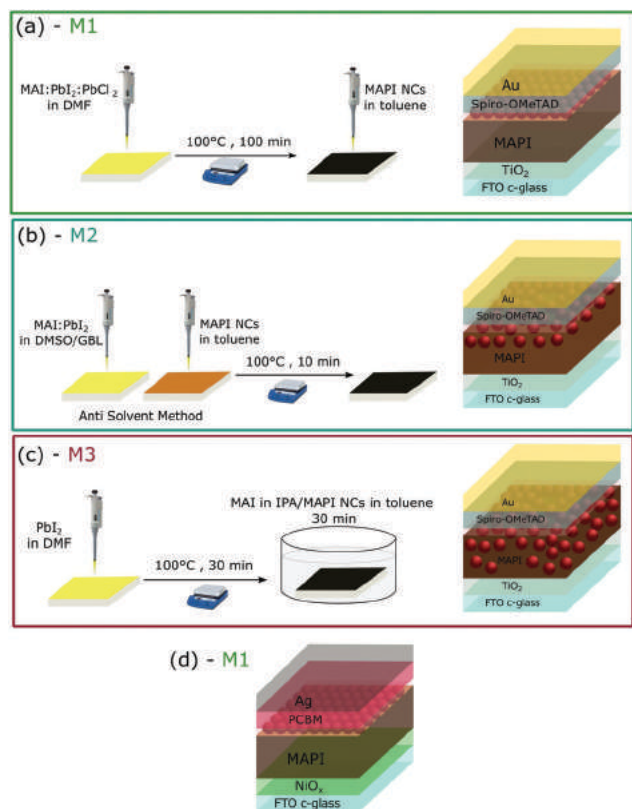 (a) - M1
MAI:PbI₂:PbCl₂
in DMF
100°C , 100 min
MAPI NCs
in toluene
Au
Spiro-OMeTAD
MAPI
TiO₂
FTO c-glass
(b) - M2
MAI:PbI₂
in DMSO/GBL
MAPI NCs
in toluene
100°C , 10 min
Anti Solvent Method
Au
Spiro-OMeTAD
MAPI
TiO₂
FTO c-glass
(c) - M3
PbI₂
in DMF
100°C , 30 min
MAI in IPA/MAPI NCs in toluene
30 min
Au
Spiro-OMeTAD
MAPI
TiO₂
FTO c-glass
(d) - M1
Ag
PCBM
MAPI
NiOₓ
FTO c-glass